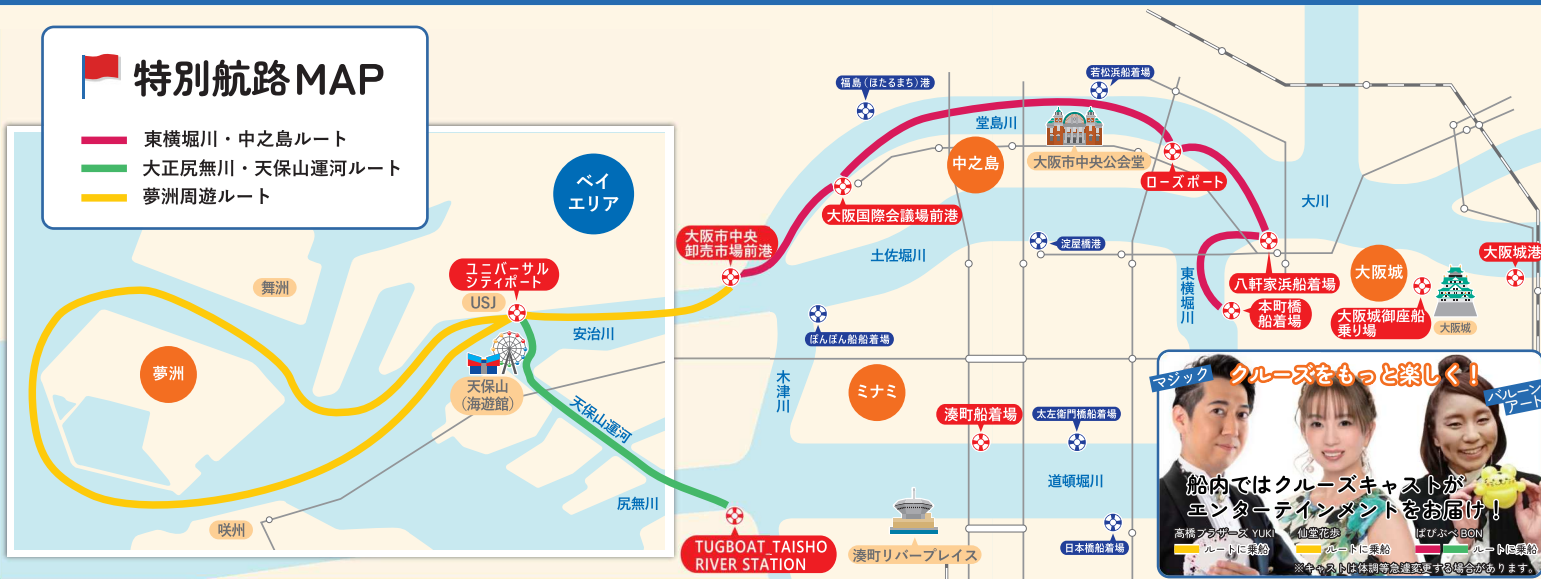 特別航路MAP
東横堀川・中之島ルート
大正尻無川・天保山運河ルート
夢洲周遊ルート
ベイ
エリア
舞洲
夢洲
咲州
ユニバーサル
シティポート
USJ
安治川
天保山
(海遊館)
天保山運河
尻無川
TUGBOAT_TAISHO
RIVER STATION
大阪市中央
卸売市場前港
福島(ほたるまち)港
大阪国際会議場前港
堂島川
中之島
若松浜船着場
大阪市中央公会堂
ローズポート
土佐堀川
淀屋橋港
大川
東横堀川
八軒家浜船着場
本町橋
船着場
大阪城
大阪城港
大阪城御座船
乗り場
大阪城
ぽんぽん船船着場
木津川
ミナミ
湊町船着場
太左衛門橋船着場
道頓堀川
湊町リバープレイス
日本橋船着場
マジック
クルーズをもっと楽しく!
バルーン
アート
船内ではクルーズキャストが
エンターテインメントをお届け!
高橋ブラザーズ YUKI
ルートに乗船
仙堂花歩
ルートに乗船
ぱぴぷぺBON
ルートに乗船
※キャストは体調等急遽変更する場合があります。